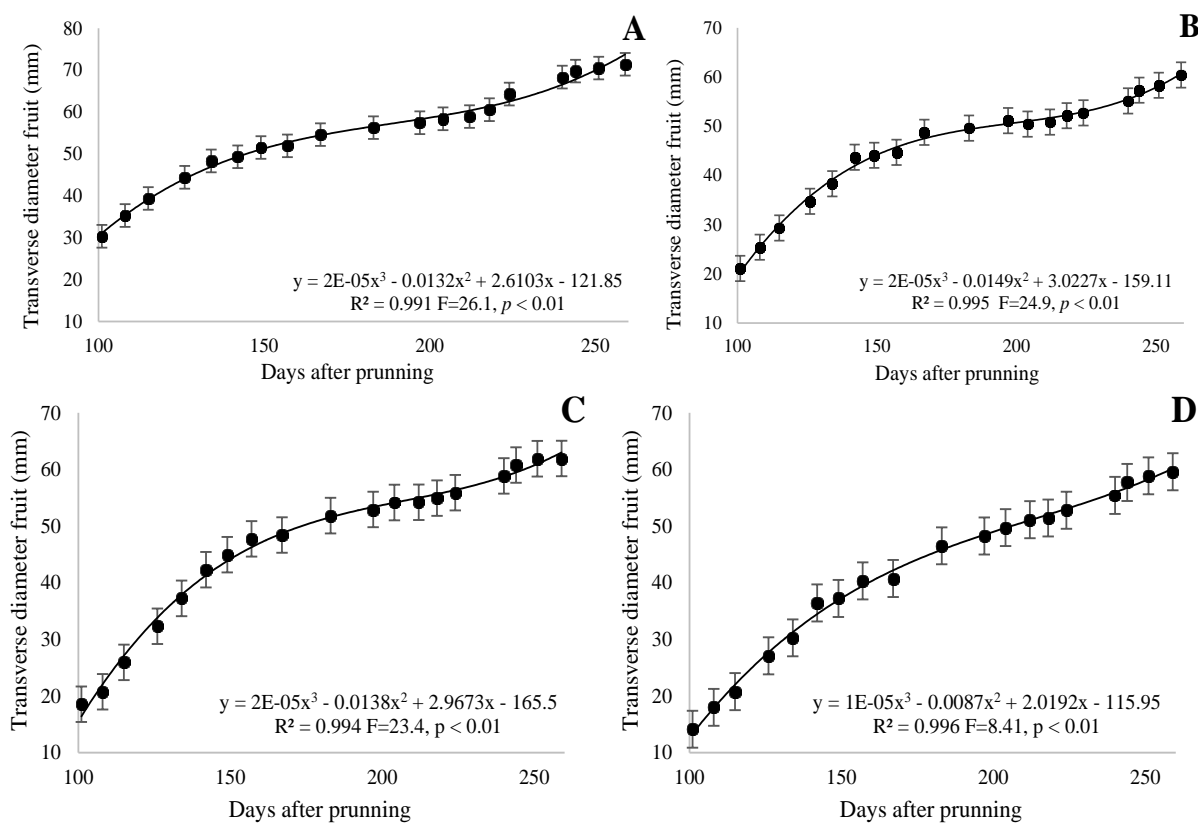 A
Transverse diameter fruit (mm)
80
70
60
50
40
30
20
10
y = 2E-05x³ - 0.0132x² + 2.6103x - 121.85
R² = 0.991 F=26.1, p < 0.01
100 150 200 250
Days after prunning
B
Transverse diameter fruit (mm)
70
60
50
40
30
20
10
y = 2E-05x³ - 0.0149x² + 3.0227x - 159.11
R² = 0.995 F=24.9, p < 0.01
100 150 200 250
Days after prunning
C
Transverse diameter fruit (mm)
70
60
50
40
30
20
10
y = 2E-05x³ - 0.0138x² + 2.9673x - 165.5
R² = 0.994 F=23.4, p < 0.01
100 150 200 250
Days after prunning
D
Transverse diameter fruit (mm)
70
60
50
40
30
20
10
y = 1E-05x³ - 0.0087x² + 2.0192x - 115.95
R² = 0.996 F=8.41, p < 0.01
100 150 200 250
Days after prunning